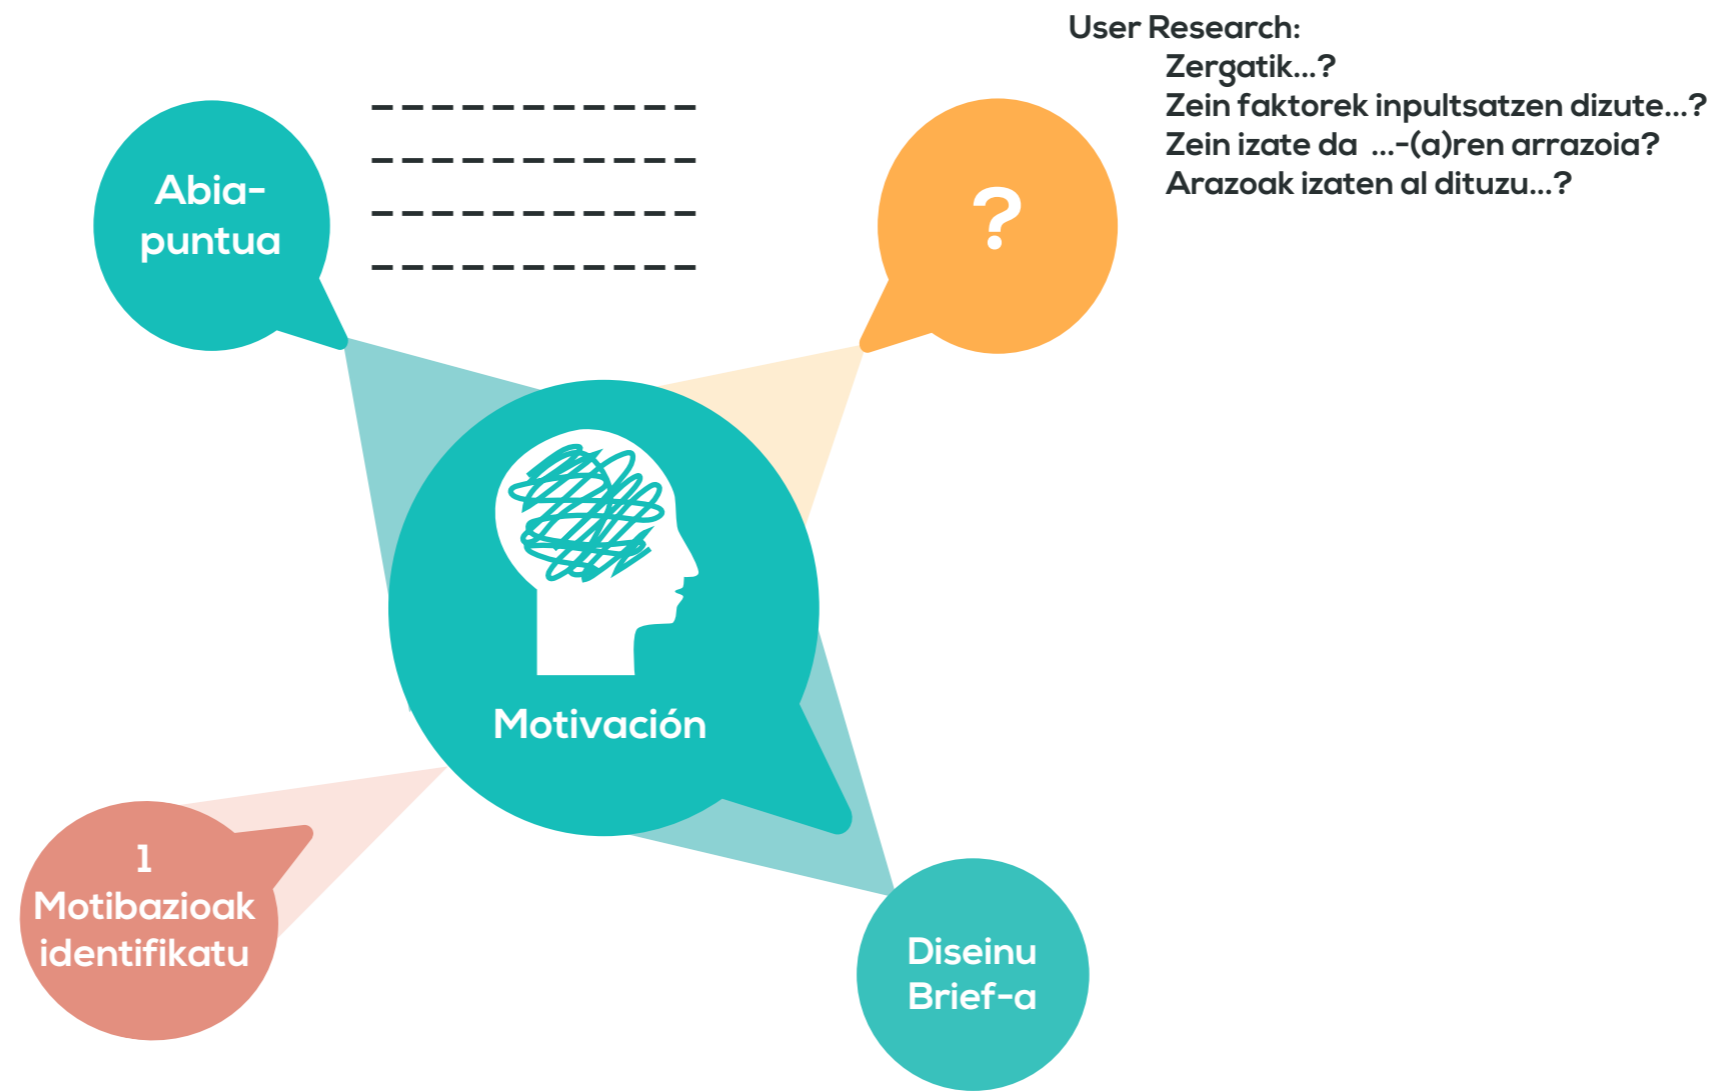 User Research:
Zergatik...?
Zein faktorek inpultsatzen dizute...?
Zein izate da ...-(a)ren arrazoia?
Arazoak izaten al dituzu...?
Abia-
puntua
?
Motivación
1
Motibazioak
identifikatu
Diseinu
Brief-a